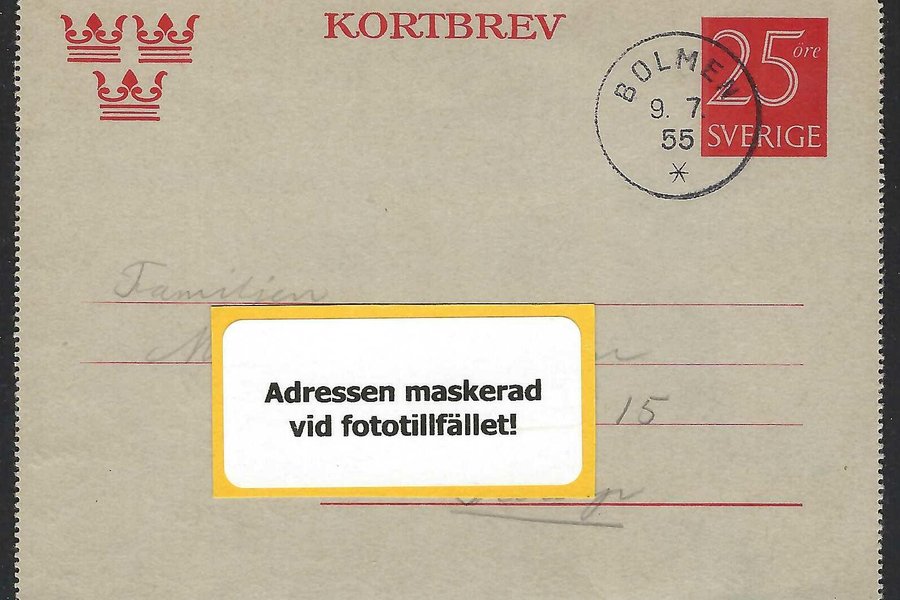 KORTBREV
25 öre
SVERIGE
BOLMEN
9. 7.
55
Familjen
Adressen maskerad
vid fototillfället!
15